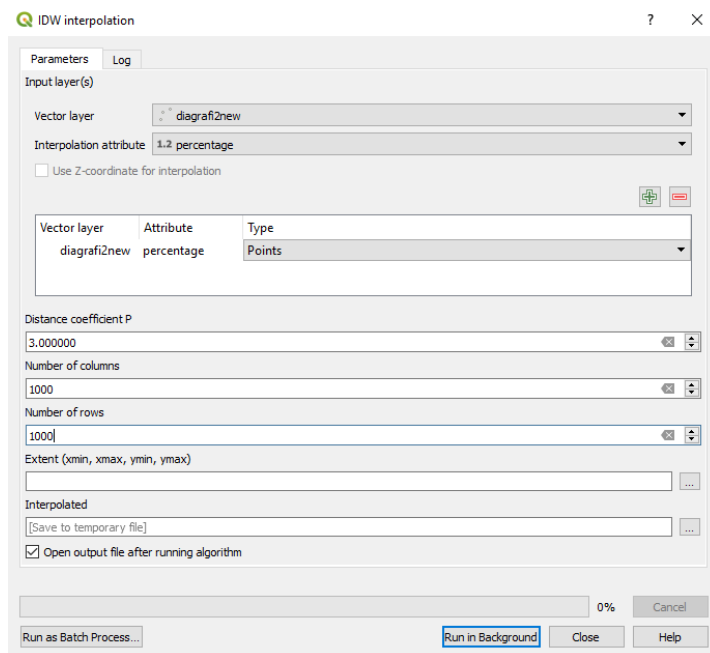 IDW interpolation ?
Parameters Log
Input layer(s)
Vector layer diagrafi2new
Interpolation attribute 1.2 percentage
Use Z-coordinate for interpolation
Vector layer Attribute Type
diagrafi2new percentage Points
Distance coefficient P
3.000000
Number of columns
1000
Number of rows
1000
Extent (xmin, xmax, ymin, ymax)
...
Interpolated
[Save to temporary file] ...
Open output file after running algorithm
0% Cancel
Run as Batch Process... Run in Background Close Help